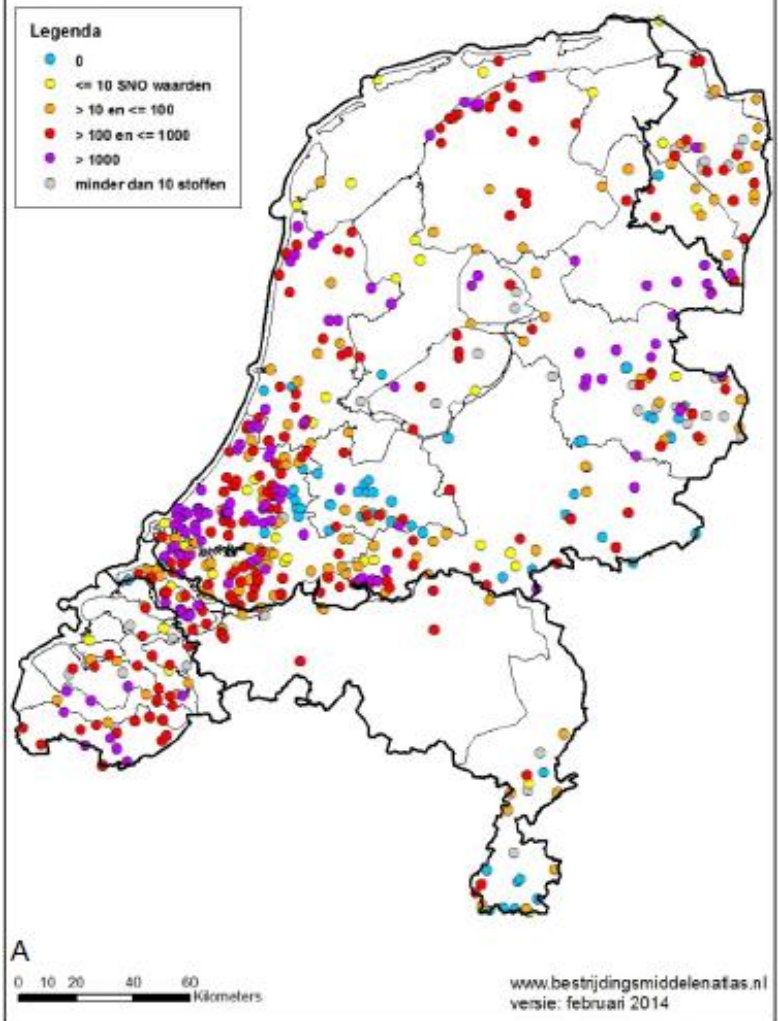 Legenda
0
<= 10 SNO waarden
> 10 en <= 100
> 100 en <= 1000
> 1000
minder dan 10 stoffen
A
0 10 20 40 60
Kilometers
www.bestrijdingsmiddelenatlas.nl
versie: februari 2014